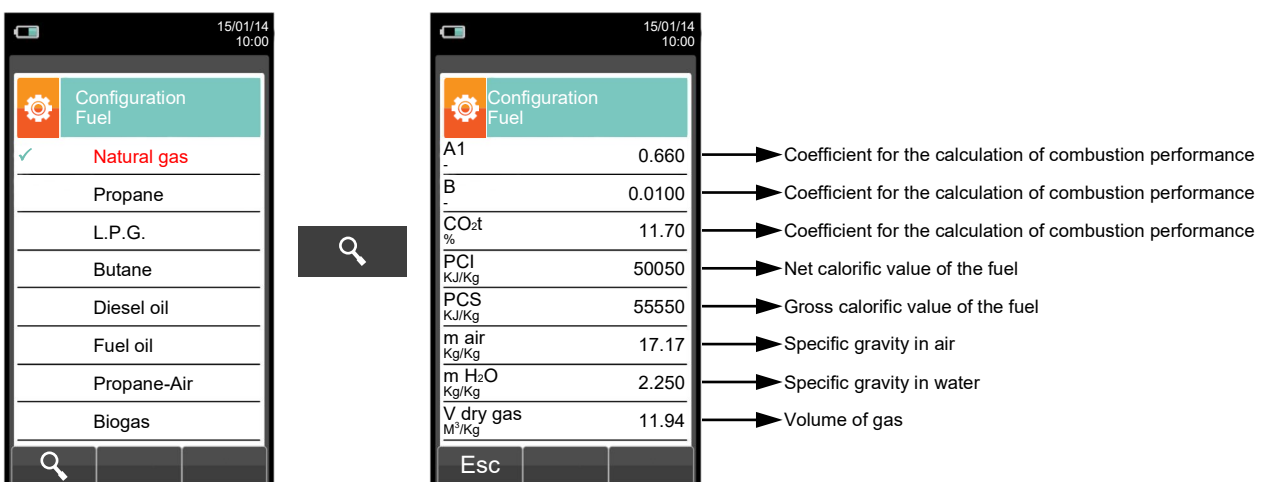 15/01/14
10:00
Configuration
Fuel
✓ Natural gas
Propane
L.P.G.
Butane
Diesel oil
Fuel oil
Propane-Air
Biogas
15/01/14
10:00
Configuration
Fuel
A1
-
0.660
Coefficient for the calculation of combustion performance
B
-
0.0100
Coefficient for the calculation of combustion performance
CO₂t
%
11.70
Coefficient for the calculation of combustion performance
PCI
KJ/Kg
50050
Net calorific value of the fuel
PCS
KJ/Kg
55550
Gross calorific value of the fuel
m air
Kg/Kg
17.17
Specific gravity in air
m H₂O
Kg/Kg
2.250
Specific gravity in water
V dry gas
M³/Kg
11.94
Volume of gas
Esc